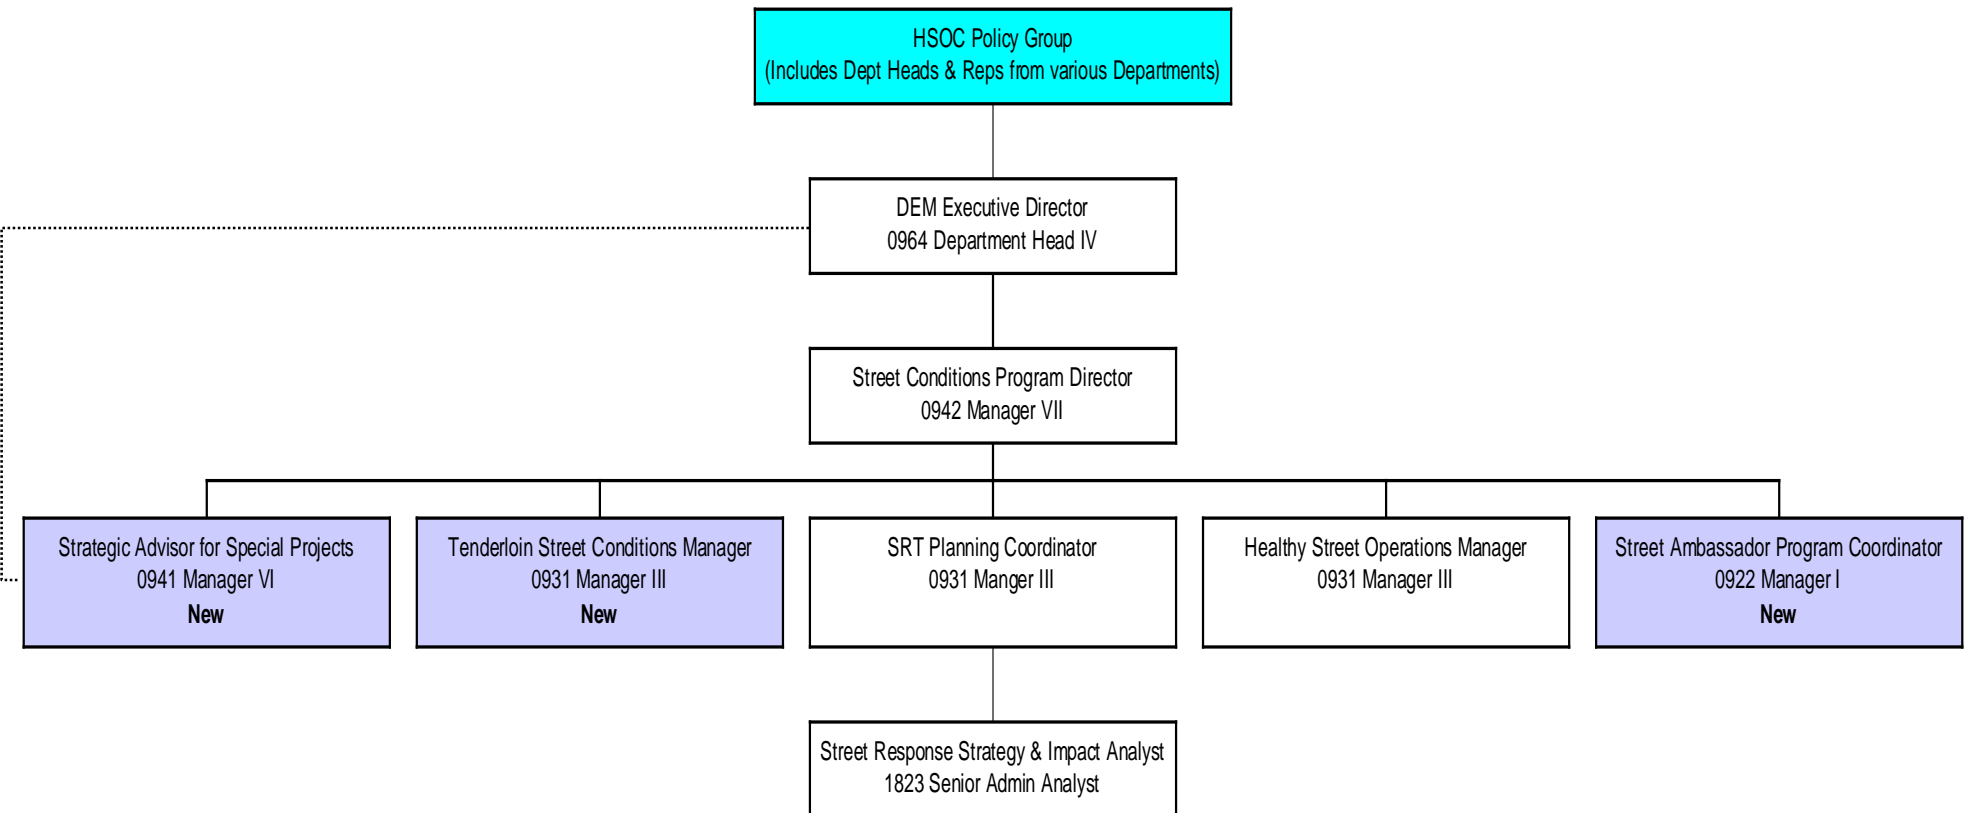 HSOC Policy Group
(Includes Dept Heads & Reps from various Departments)
DEM Executive Director
0964 Department Head IV
Street Conditions Program Director
0942 Manager VII
Strategic Advisor for Special Projects
0941 Manager VI
New
Tenderloin Street Conditions Manager
0931 Manager III
New
SRT Planning Coordinator
0931 Manger III
Healthy Street Operations Manager
0931 Manager III
Street Ambassador Program Coordinator
0922 Manager I
New
Street Response Strategy & Impact Analyst
1823 Senior Admin Analyst